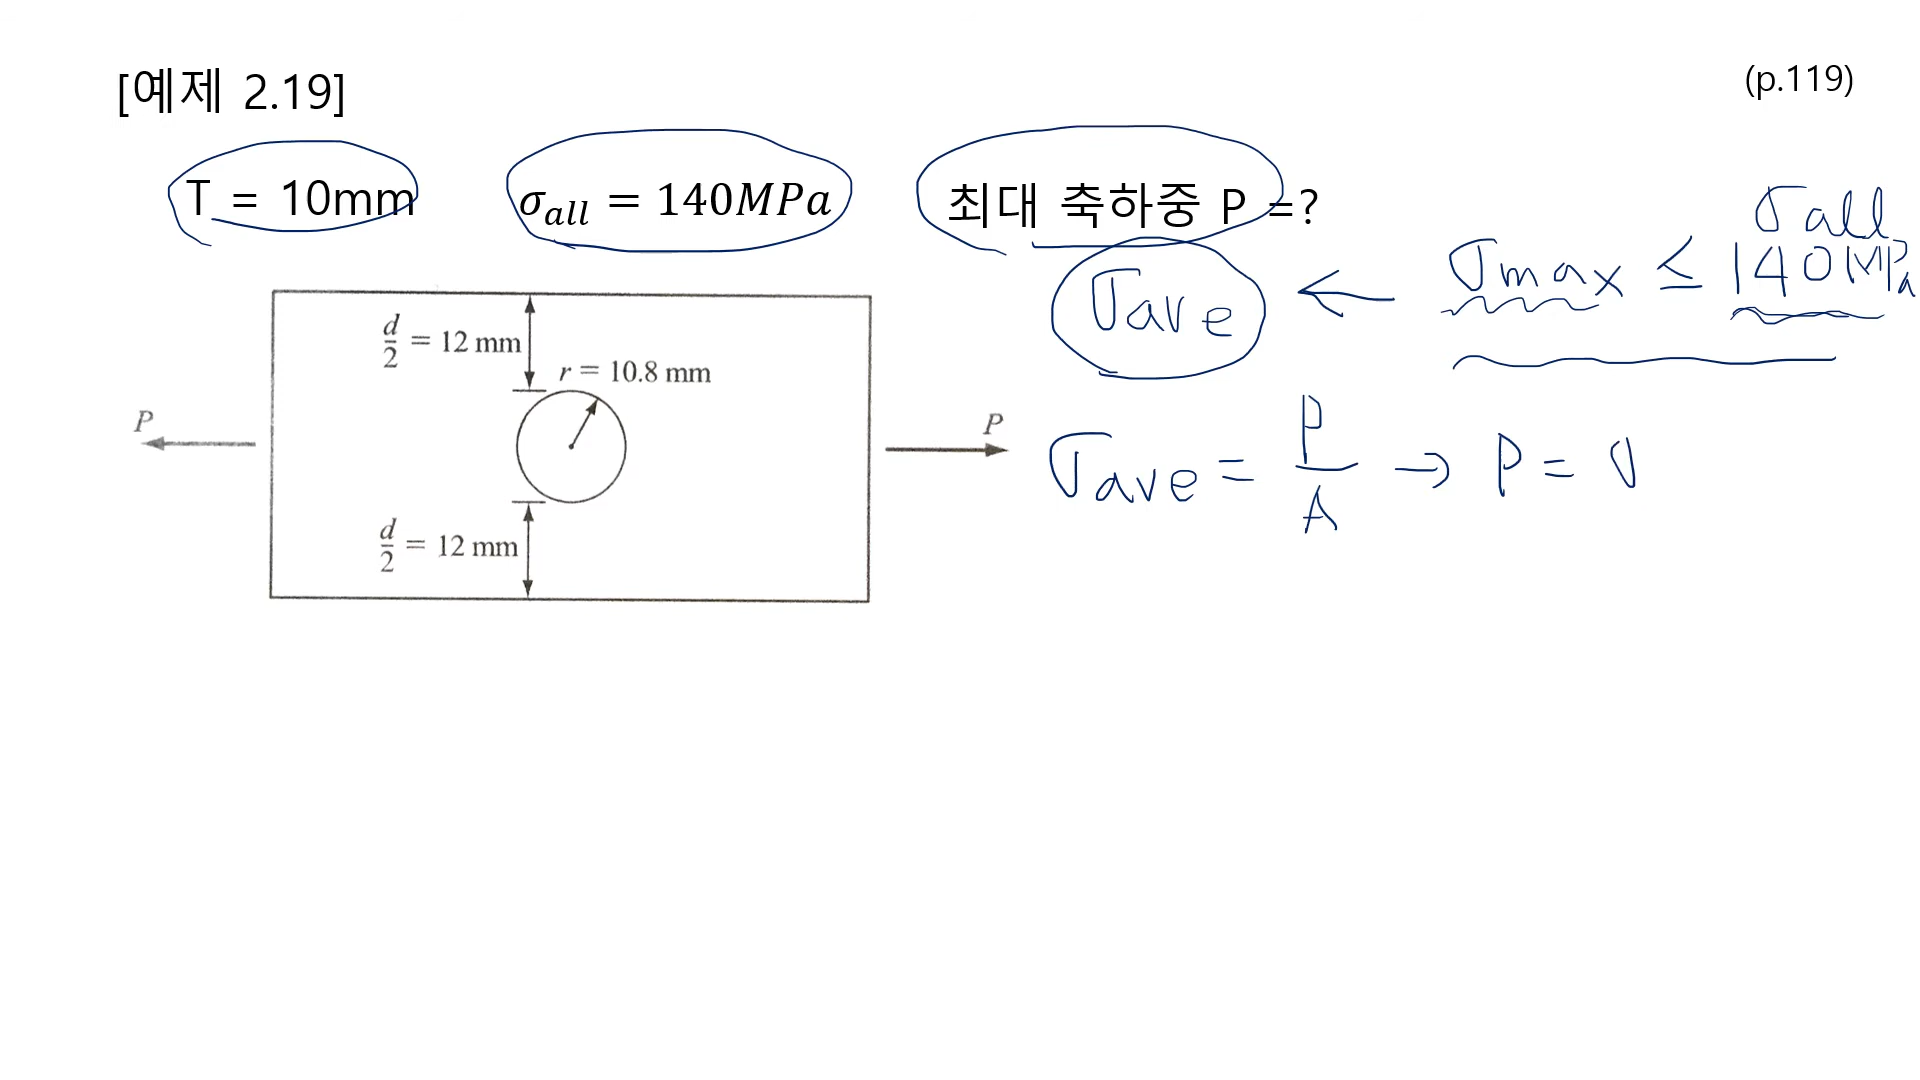 [예제 2.19]
(p.119)
T = 10mm
σ_all = 140MPa
최대 축하중 P =?
σall
σave ← σmax ≤ 140MPa
d/2 = 12 mm
r = 10.8 mm
P
P
d/2 = 12 mm
σave = P/A → P = σ